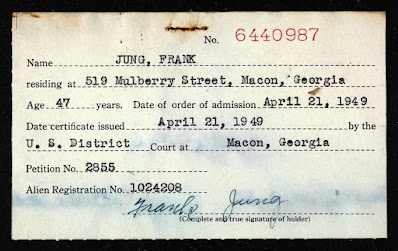 No. 6440987
Name JUNG, FRANK
residing at 519 Mulberry Street, Macon, Georgia
Age 47 years. Date of order of admission April 21, 1949
Date certificate issued April 21, 1949 by the
U. S. District Court at Macon, Georgia
Petition No. 2855
Alien Registration No. 1024208
Frank Jung
(Complete and true signature of holder)